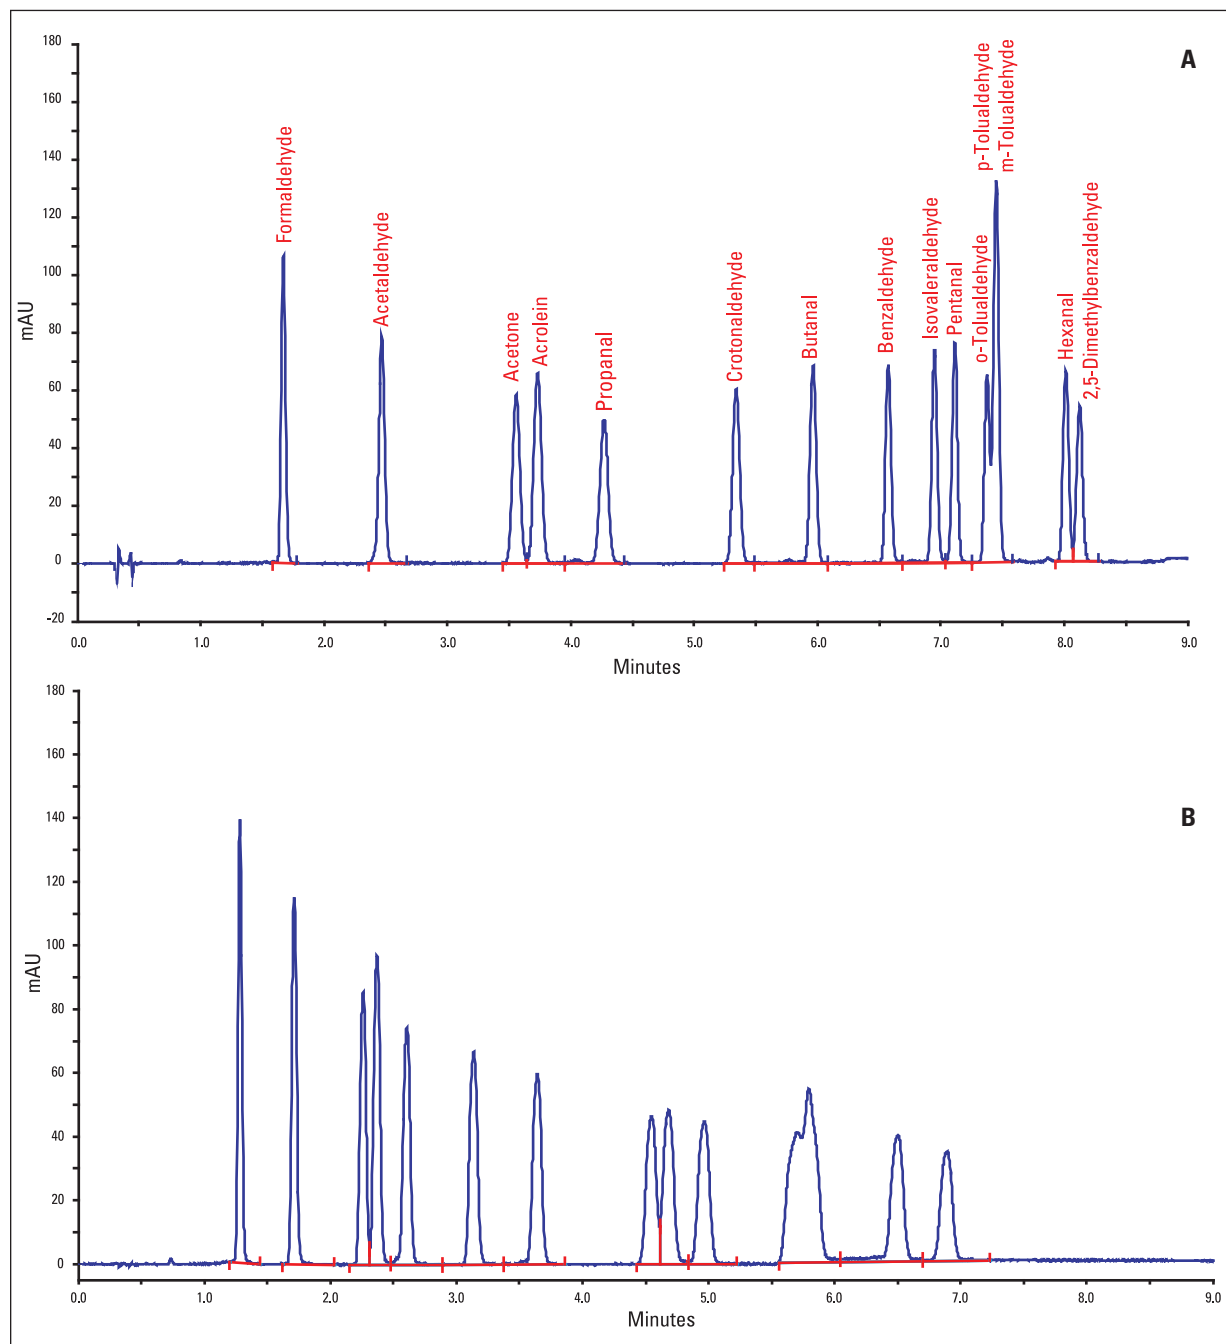 A
180
160
140
120
100
80
60
40
20
0
-20
mAU
Formaldehyde
Acetaldehyde
Acetone
Acrolein
Propanal
Crotonaldehyde
Butanal
Benzaldehyde
Isovaleraldehyde
Pentanal
o-Tolualdehyde
p-Tolualdehyde
m-Tolualdehyde
Hexanal
2,5-Dimethylbenzaldehyde
0.0 1.0 2.0 3.0 4.0 5.0 6.0 7.0 8.0 9.0
Minutes
B
180
160
140
120
100
80
60
40
20
0
mAU
0.0 1.0 2.0 3.0 4.0 5.0 6.0 7.0 8.0 9.0
Minutes